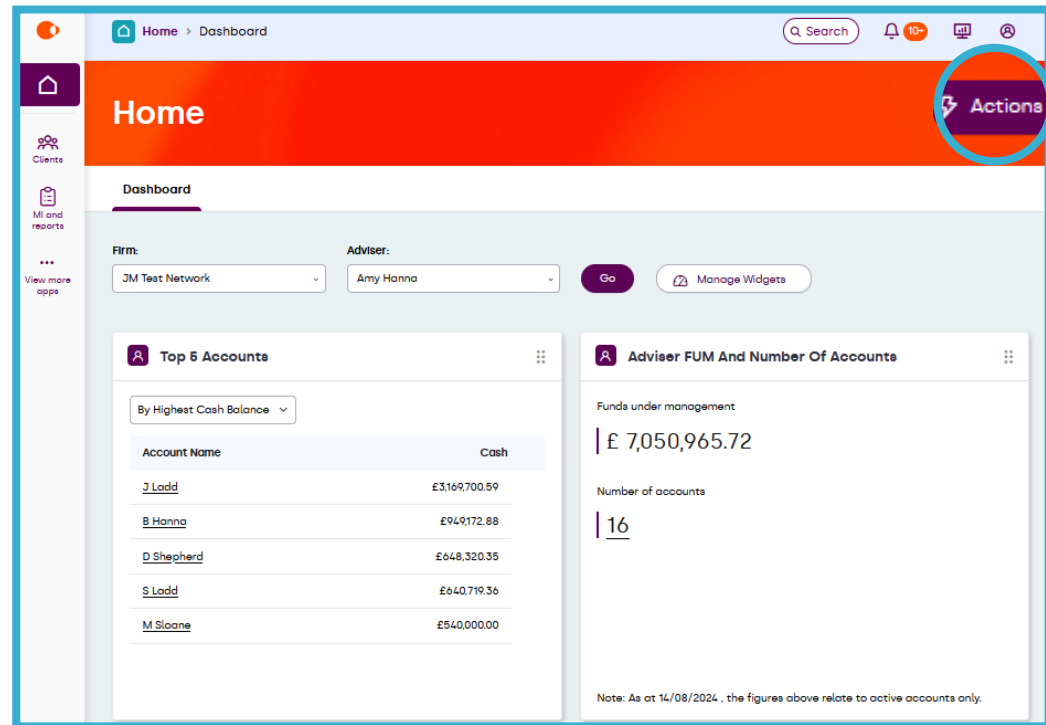 Home > Dashboard
Search
10+
Home
Actions
Clients
MI and
reports
View more
apps
Dashboard
Firm:
Adviser:
JM Test Network
Amy Hanna
Go
Manage Widgets
Top 5 Accounts
By Highest Cash Balance
Account Name Cash
J Ladd £3,169,700.59
B Hanna £949,172.88
D Shepherd £648,320.35
S Ladd £640,719.36
M Sloane £540,000.00
Adviser FUM And Number Of Accounts
Funds under management
£ 7,050,965.72
Number of accounts
16
Note: As at 14/08/2024 , the figures above relate to active accounts only.